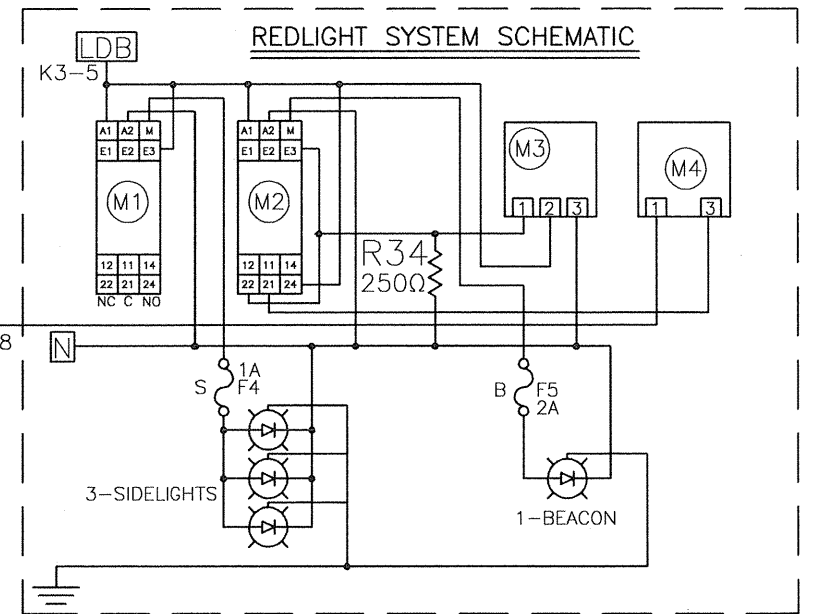 REDLIGHT SYSTEM SCHEMATIC
LDB
K3-5
A1 A2 M
E1 E2 E3
M1
12 11 14
22 21 24
NC C NO
A1 A2 M
E1 E2 E3
M2
12 11 14
22 21 24
M3
1 2 3
M4
1 3
R34
250Ω
8
N
S
1A
F4
B
F5
2A
3-SIDELIGHTS
1-BEACON